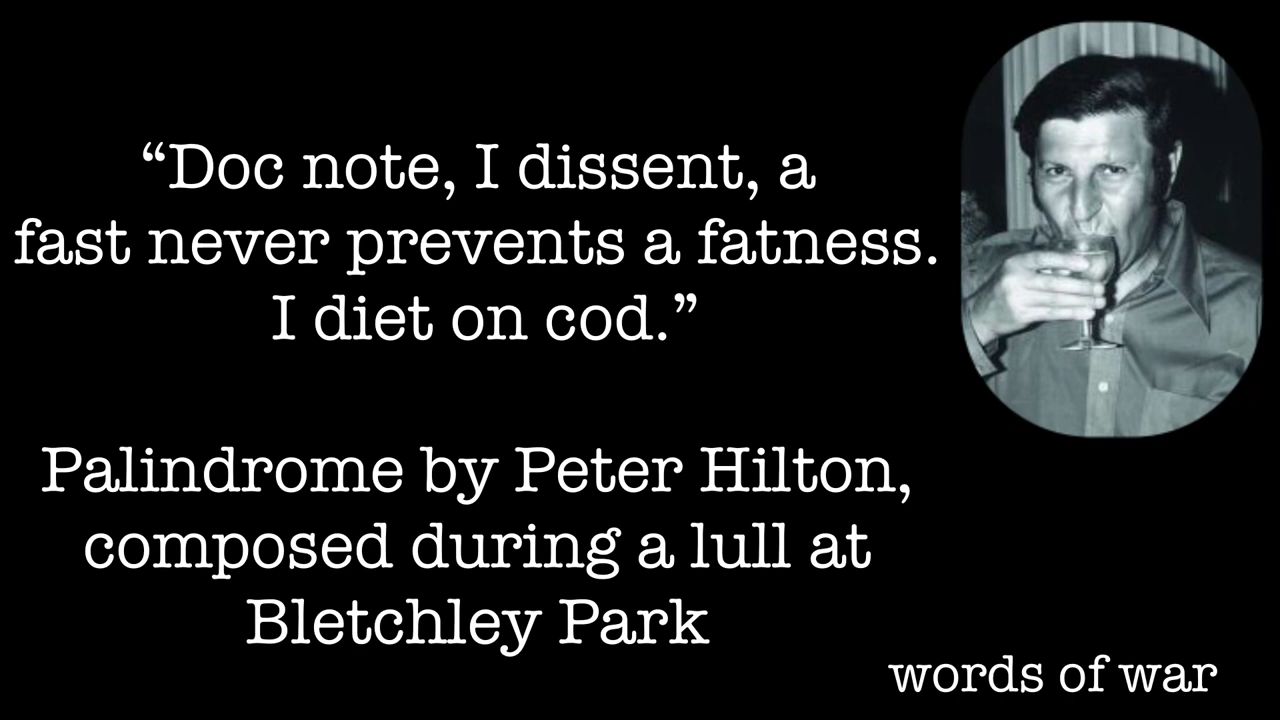 “Doc note, I dissent, a
fast never prevents a fatness.
I diet on cod.”
Palindrome by Peter Hilton,
composed during a lull at
Bletchley Park
words of war